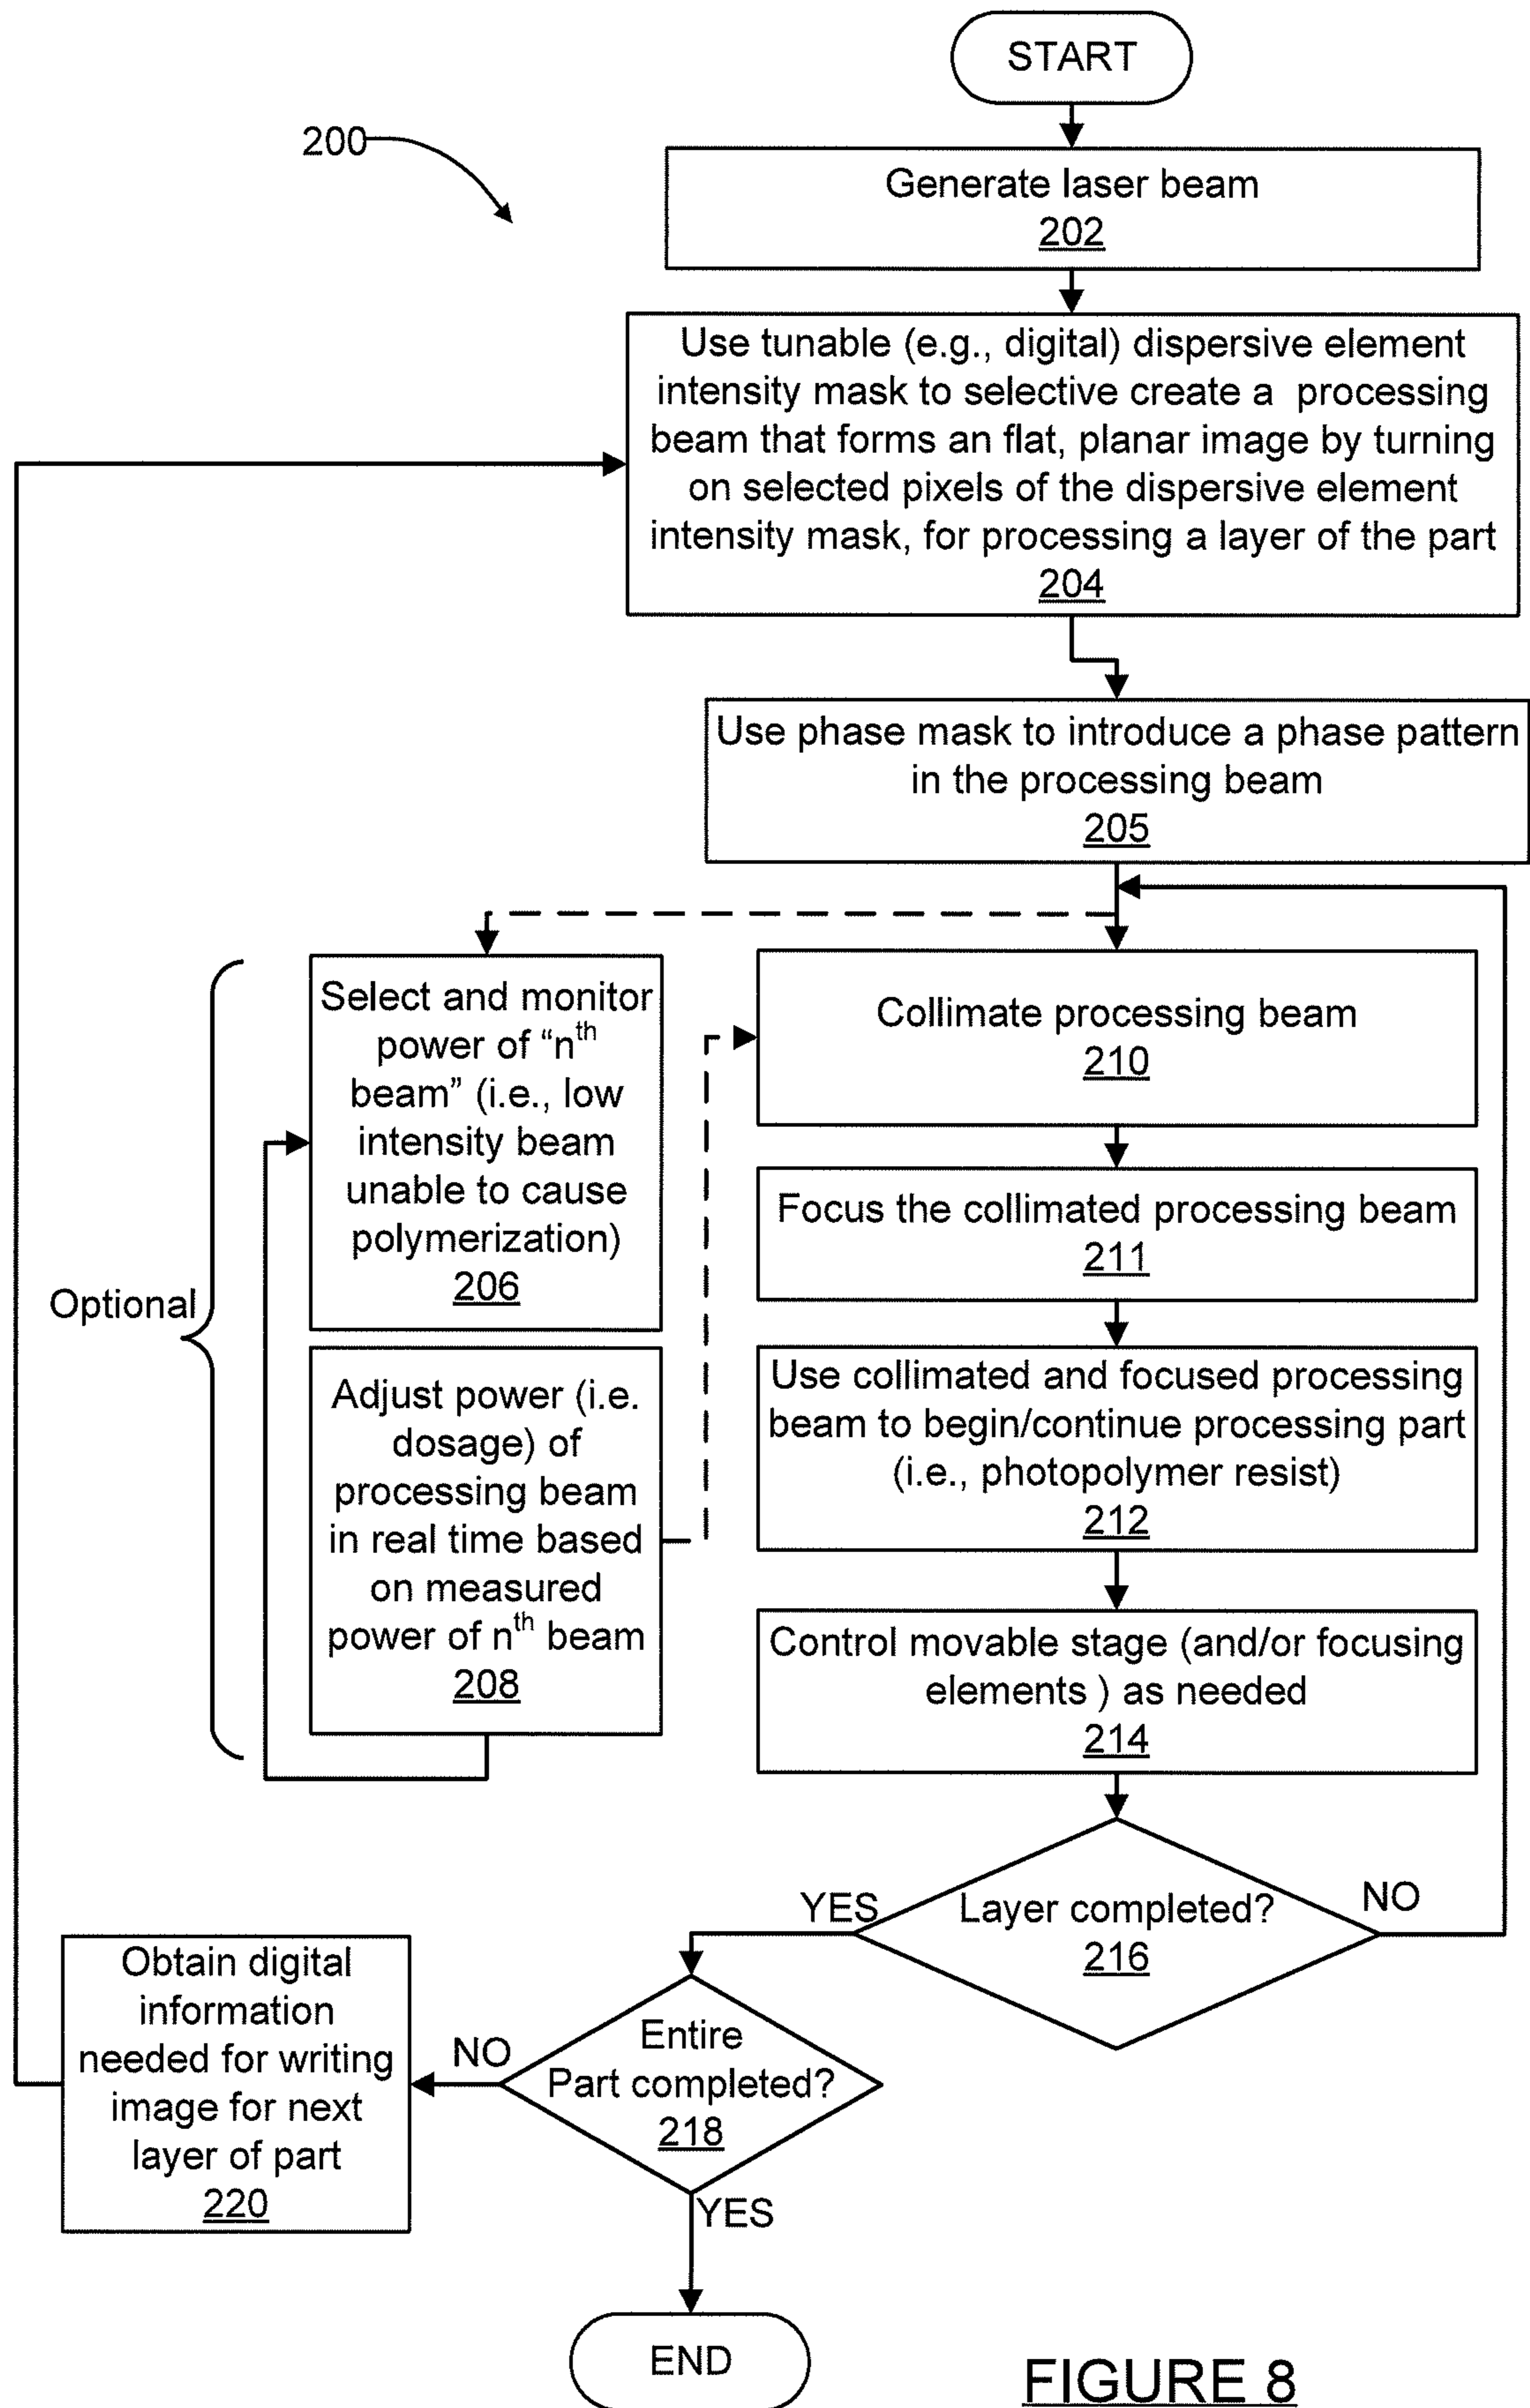 START
200
Generate laser beam
202
Use tunable (e.g., digital) dispersive element
intensity mask to selective create a processing
beam that forms an flat, planar image by turning
on selected pixels of the dispersive element
intensity mask, for processing a layer of the part
204
Use phase mask to introduce a phase pattern
in the processing beam
205
Optional
Select and monitor
power of “nth
beam” (i.e., low
intensity beam
unable to cause
polymerization)
206
Adjust power (i.e.
dosage) of
processing beam
in real time based
on measured
power of nth beam
208
Collimate processing beam
210
Focus the collimated processing beam
211
Use collimated and focused processing
beam to begin/continue processing part
(i.e., photopolymer resist)
212
Control movable stage (and/or focusing
elements ) as needed
214
Layer completed?
216
YES
NO
Entire
Part completed?
218
NO
YES
Obtain digital
information
needed for writing
image for next
layer of part
220
END
FIGURE 8